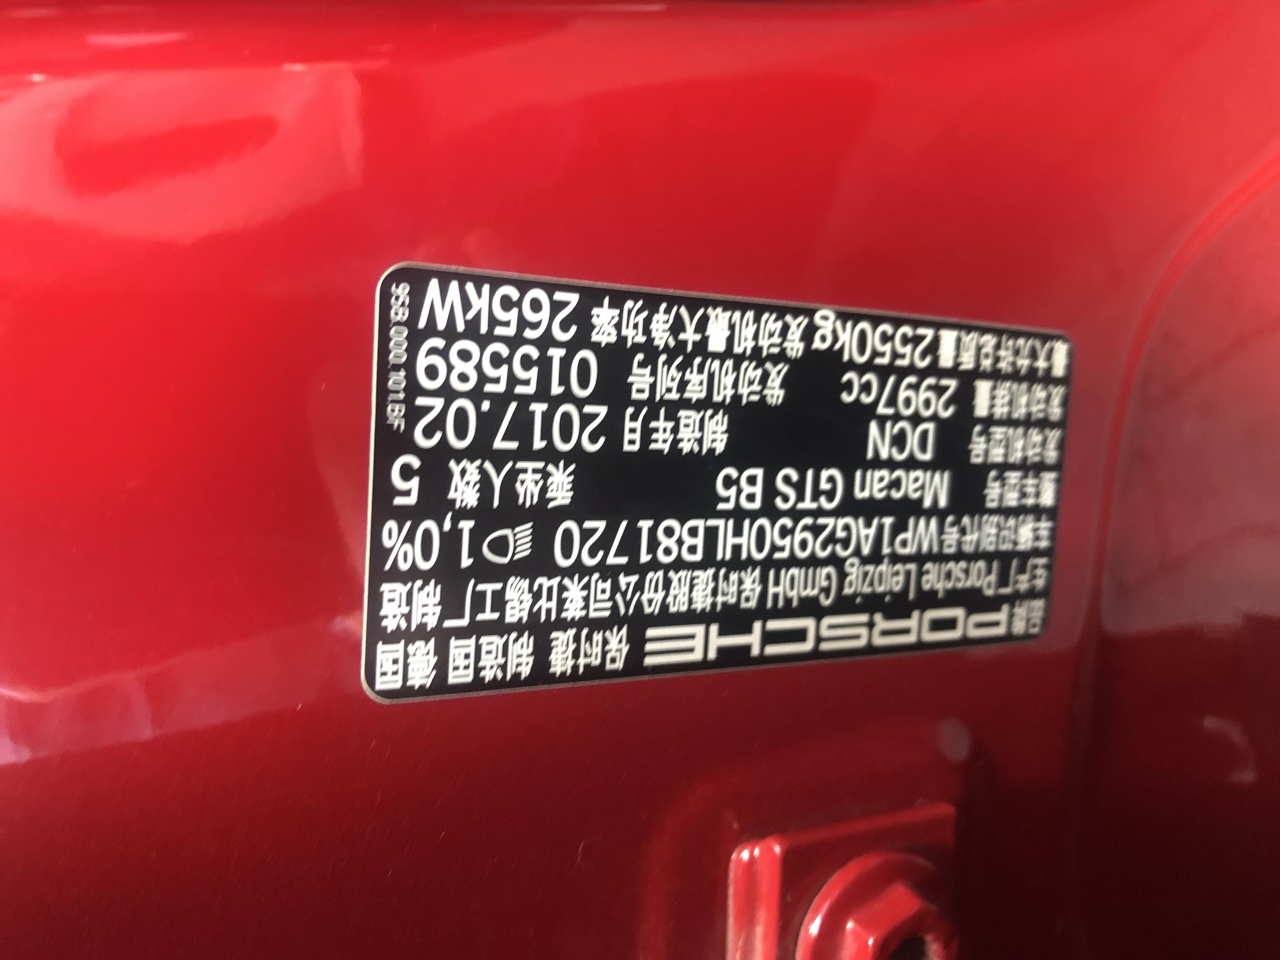 品牌 PORSCHE 保时捷 制造国 德国
生产厂Porsche Leipzig GmbH 保时捷股份公司莱比锡工厂制造
车辆识别代号WP1AG2950HLB81720 1,0%
整车型号 Macan GTS B5 乘坐人数 5
发动机型号 DCN 制造年月 2017.02
发动机排量 2997cc 发动机序列号 015589
最大允许总质量2550kg 发动机最大净功率 265kW
95B.000.101.BF